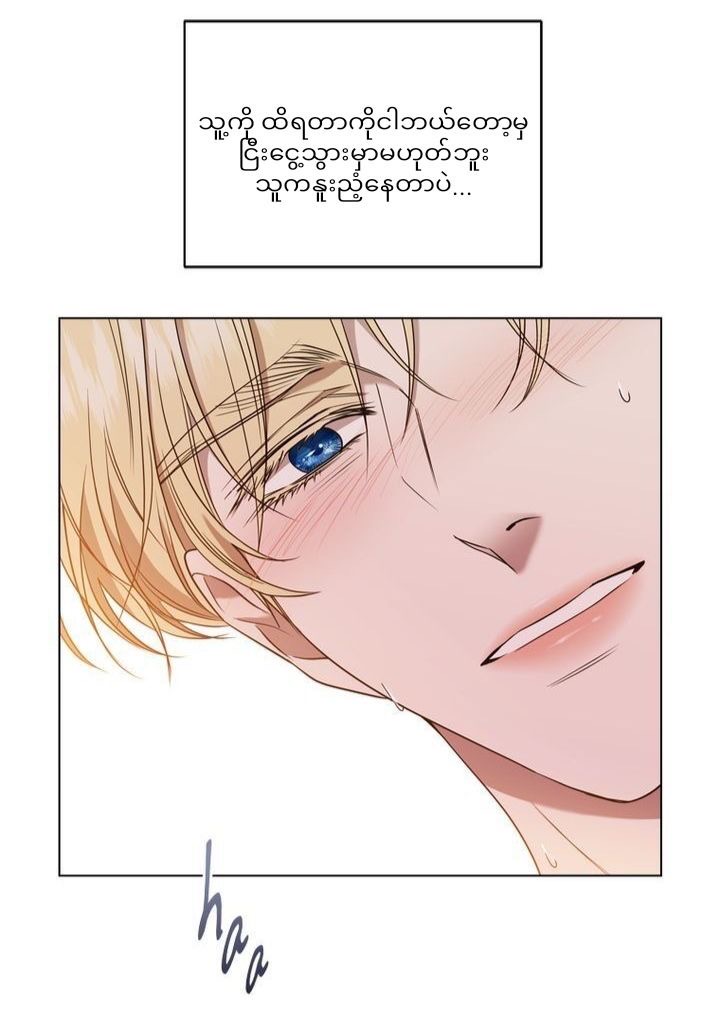 သူ့ကို ထိရတာကိုငါဘယ်တော့မှ
ငြီးငွေ့သွားမှာမဟုတ်ဘူး
သူကနူးညံ့နေတာပဲ...
haa